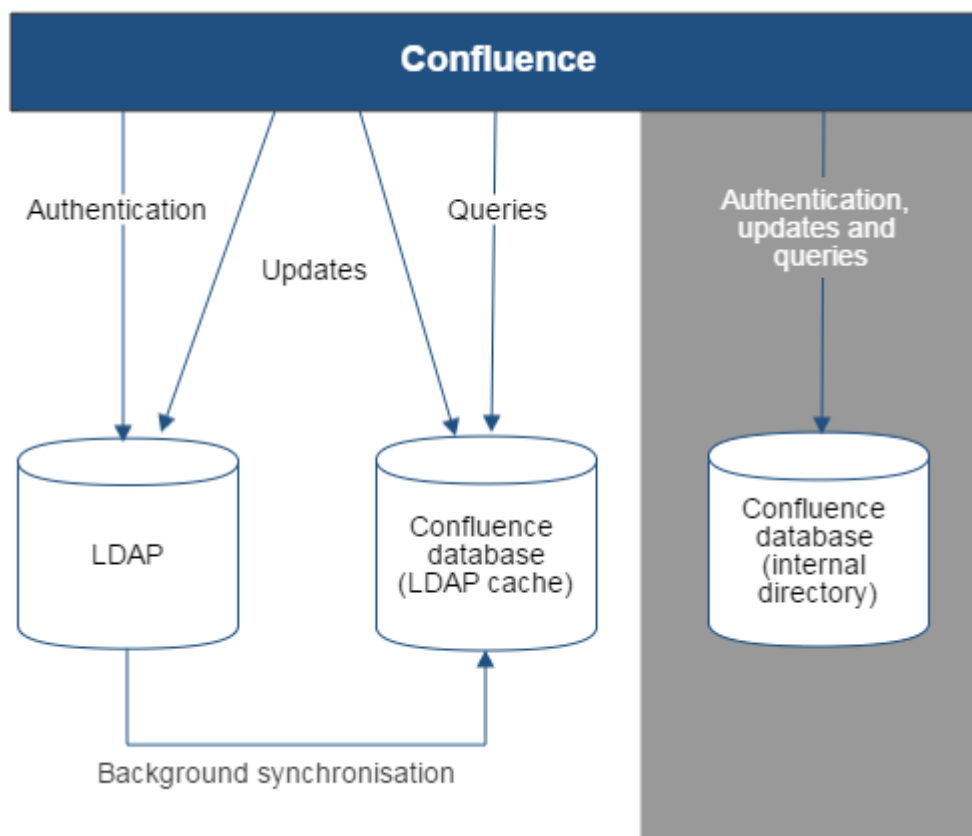 Confluence
Authentication
Updates
Queries
Authentication,
updates and
queries
LDAP
Confluence
database
(LDAP cache)
Confluence
database
(internal
directory)
Background synchronisation